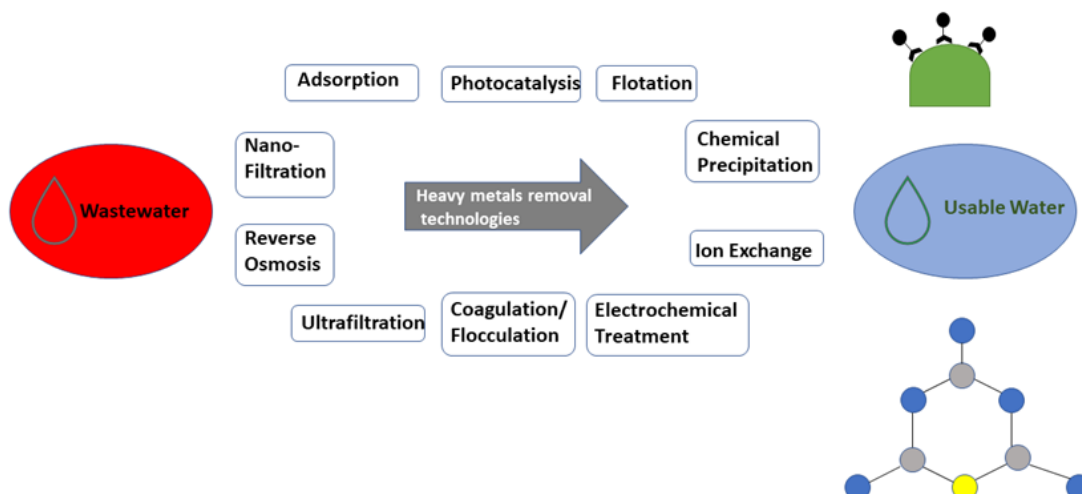 Adsorption
Photocatalysis
Flotation
Nano-
Filtration
Chemical
Precipitation
Wastewater
Heavy metals removal
technologies
Usable Water
Reverse
Osmosis
Ion Exchange
Ultrafiltration
Coagulation/
Flocculation
Electrochemical
Treatment